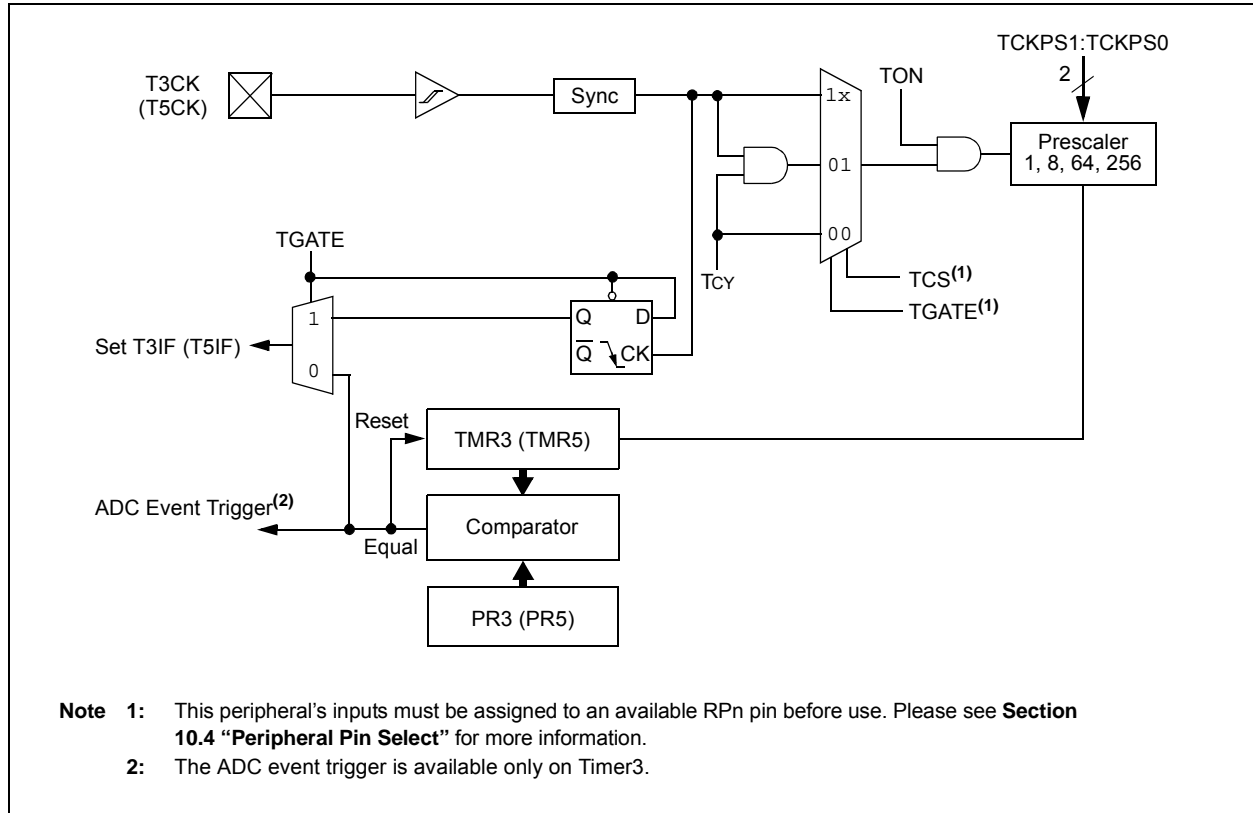 TCKPS1:TCKPS0
2
TON
T3CK
(T5CK)
Sync
1x
Prescaler
1, 8, 64, 256
01
00
TGATE
TCY
TCS(1)
TGATE(1)
1
Q
D
Set T3IF (T5IF)
Q
CK
0
Reset
TMR3 (TMR5)
ADC Event Trigger(2)
Comparator
Equal
PR3 (PR5)
Note 1: This peripheral’s inputs must be assigned to an available RPn pin before use. Please see Section
10.4 “Peripheral Pin Select” for more information.
2: The ADC event trigger is available only on Timer3.